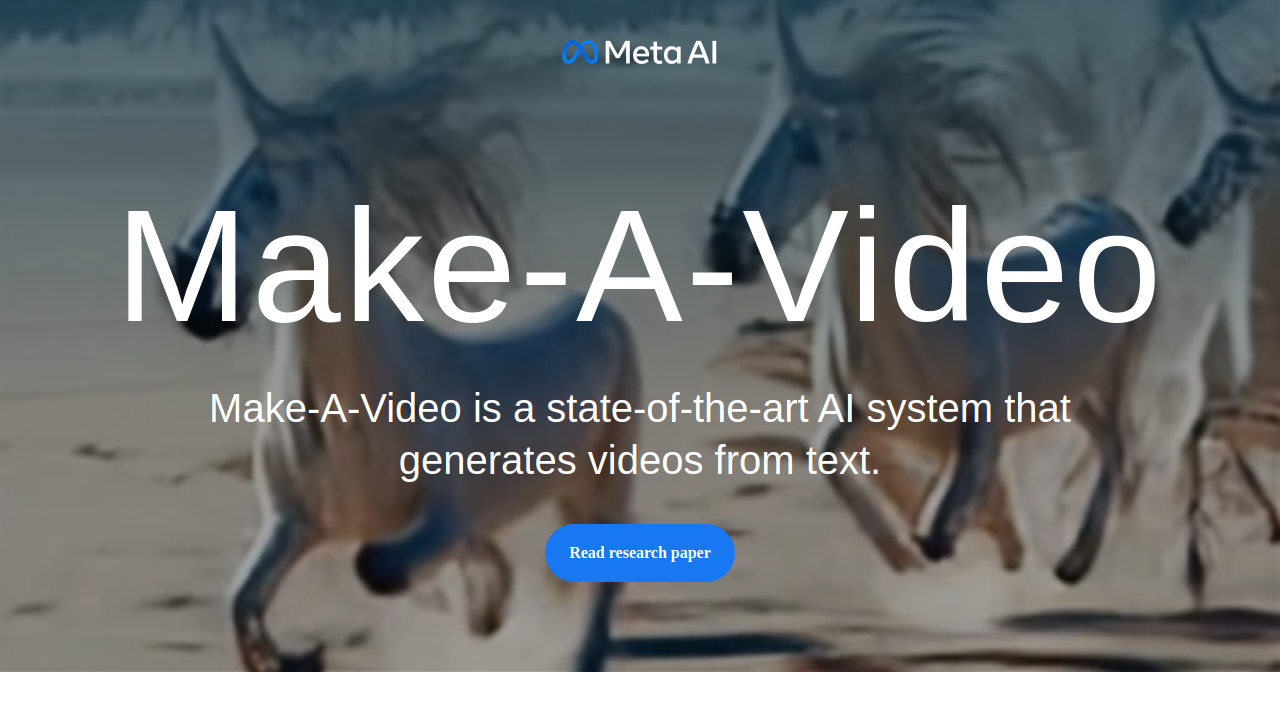 Meta AI
Make-A-Video
Make-A-Video is a state-of-the-art AI system that
generates videos from text.
Read research paper